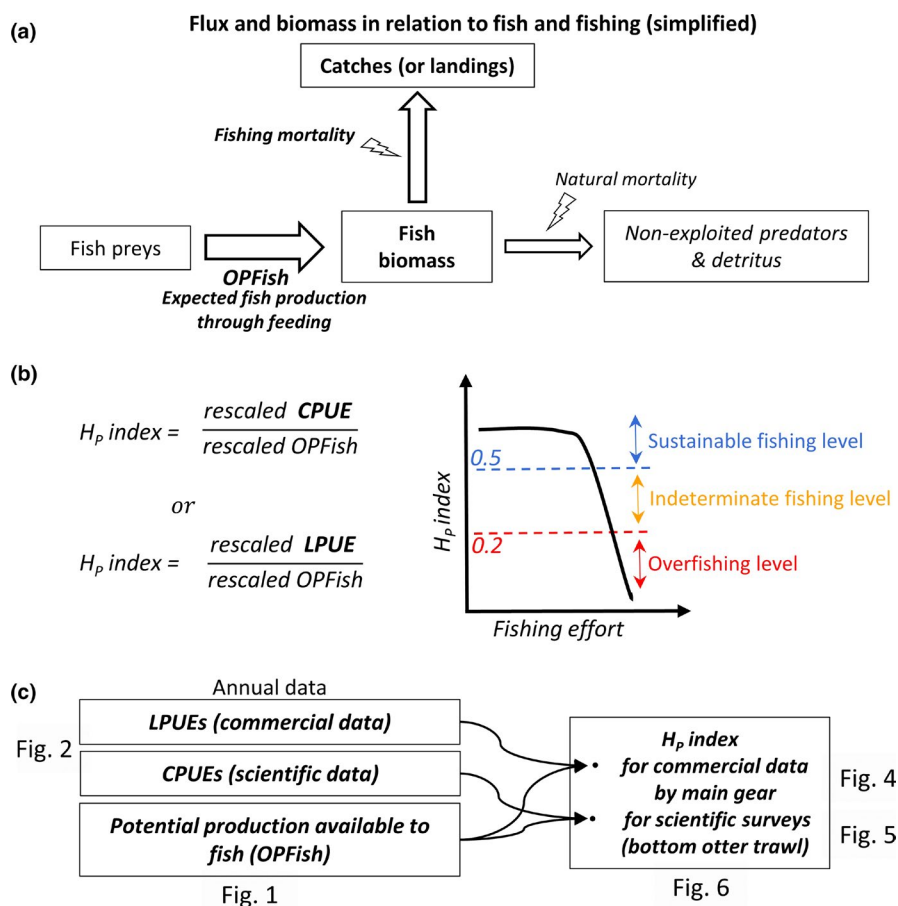 (a)
Flux and biomass in relation to fish and fishing (simplified)
Catches (or landings)
Fishing mortality
Natural mortality
Fish preys
Fish
biomass
Non-exploited predators
& detritus
OPFish
Expected fish production
through feeding
(b)
H_P index = rescaled CPUE
rescaled OPFish
or
H_P index = rescaled LPUE
rescaled OPFish
H_P index
0.5
0.2
Sustainable fishing level
Indeterminate fishing level
Overfishing level
Fishing effort
(c)
Annual data
LPUEs (commercial data)
Fig. 2
CPUEs (scientific data)
Potential production available to
fish (OPFish)
Fig. 1
H_P index
for commercial data
by main gear
for scientific surveys
(bottom otter trawl)
Fig. 4
Fig. 5
Fig. 6